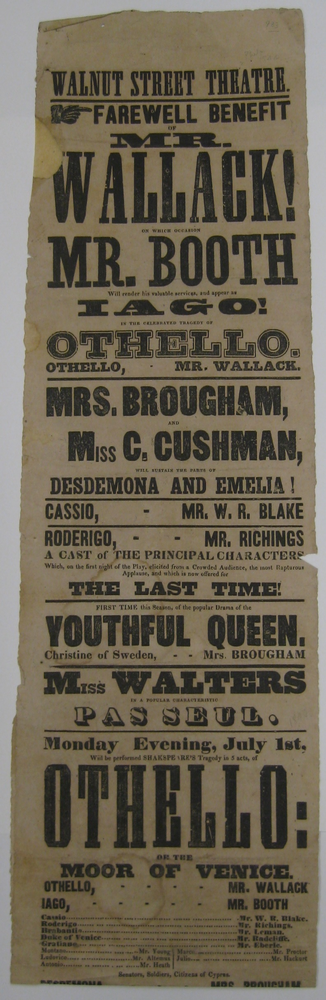 983
WALNUT STREET THEATRE.
FAREWELL BENEFIT
OF
MR.
WALLACK!
ON WHICH OCCASION
MR. BOOTH
Will render his valuable services, and appear as
IAGO!
IN THE CELEBRATED TRAGEDY OF
OTHELLO.
OTHELLO, - MR. WALLACK.
MRS. BROUGHAM,
AND
MISS C. CUSHMAN,
WILL SUSTAIN THE PARTS OF
DESDEMONA AND EMELIA!
CASSIO, - MR. W. R. BLAKE
RODERIGO, - - MR. RICHINGS
A CAST of THE PRINCIPAL CHARACTERS
Which, on the first night of the Play, elicited from a Crowded Audience, the most Rapturous
Applause, and which is now offered for
THE LAST TIME!
FIRST TIME this Season, of the popular Drama of the
YOUTHFUL QUEEN.
Christine of Sweden, - - Mrs. BROUGHAM
MISS WALTERS
IN A POPULAR CHARACTERISTIC
PAS SEUL.
Monday Evening, July 1st,
Will be performed SHAKSPEARE'S Tragedy in 5 acts, of
OTHELLO:
OR THE
MOOR OF VENICE.
OTHELLO, - - - - MR. WALLACK
IAGO, - - - - - MR. BOOTH
Cassio........Mr. W. R. Blake.
Roderigo........Mr. Richings.
Brabantio........Mr. Leman.
Duke of Venice........Mr. Radcliffe.
Gratiano........Mr. Eberle.
Montano........Mr. Young Marco........Mr. Proctor
Ludovico........Mr. Altemus Julio........Mr. Hackurt
Antonio........Mr. Heath
Senators, Soldiers, Citizens of Cyprus.
DESDEMONA MRS. BROUGHAM